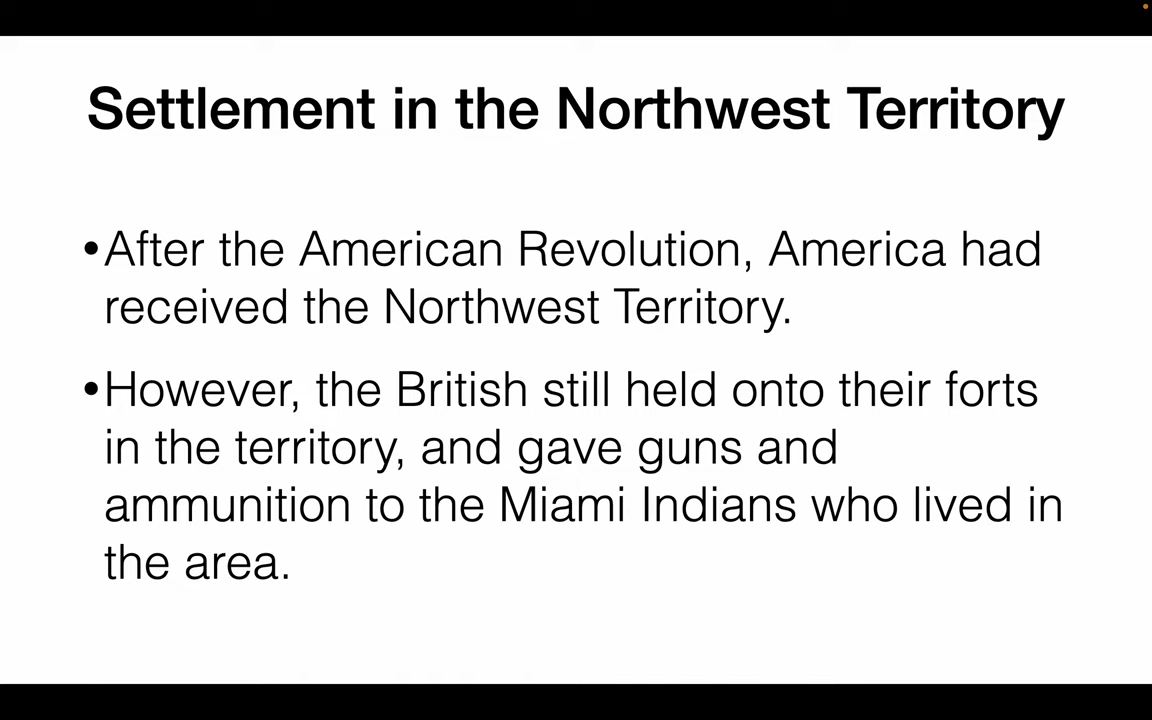 Settlement in the Northwest Territory
•After the American Revolution, America had
received the Northwest Territory.
•However, the British still held onto their forts
in the territory, and gave guns and
ammunition to the Miami Indians who lived in
the area.